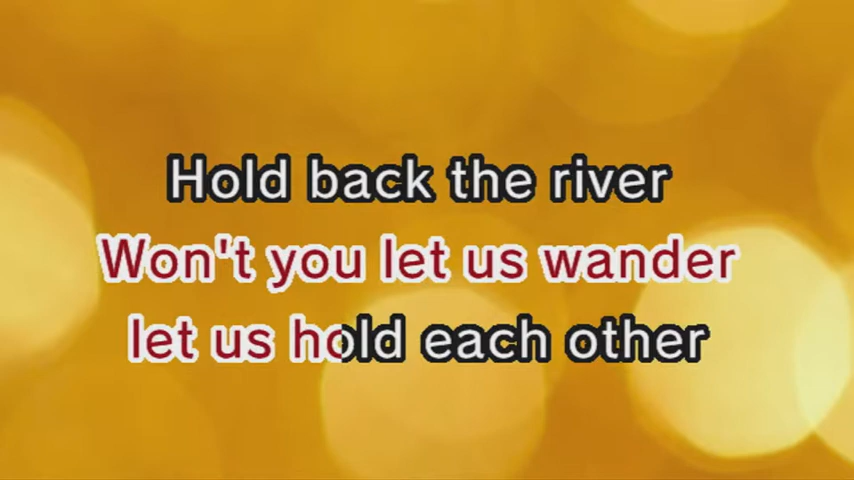 Hold back the river
Won't you let us wander
let us hold each other